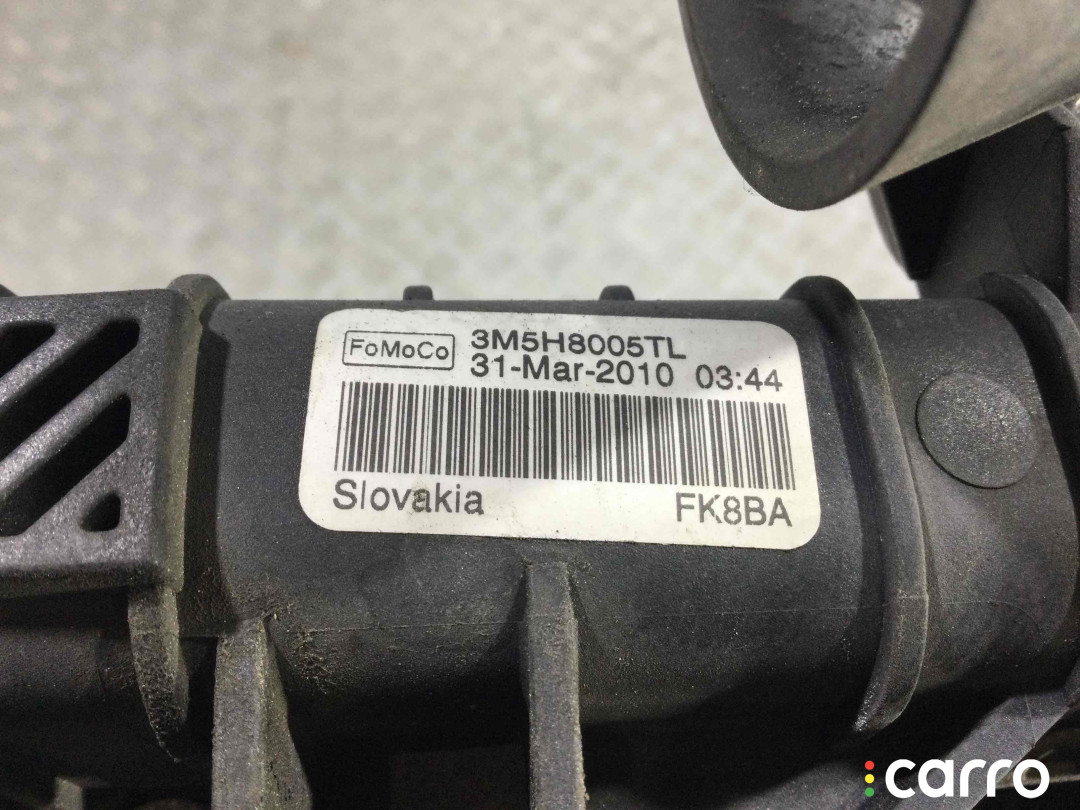 FoMoCo 3M5H8005TL
31-Mar-2010 03:44
Slovakia FK8BA
carro